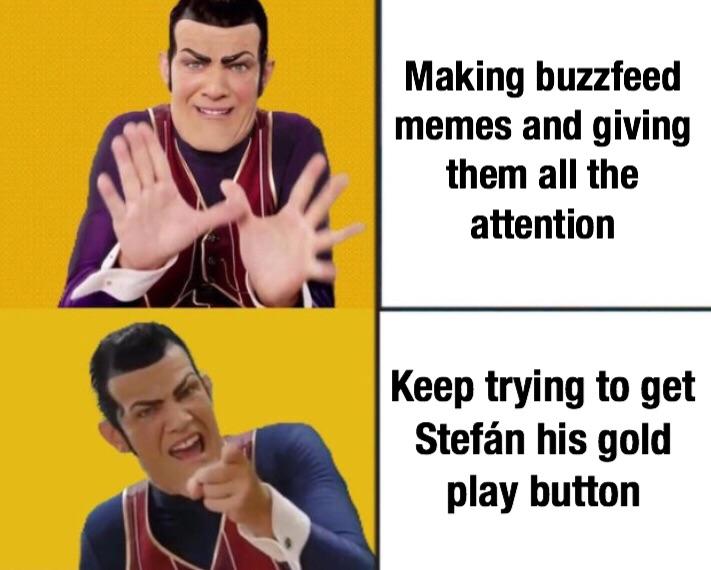 Making buzzfeed
memes and giving
them all the
attention
Keep trying to get
Stefán his gold
play button